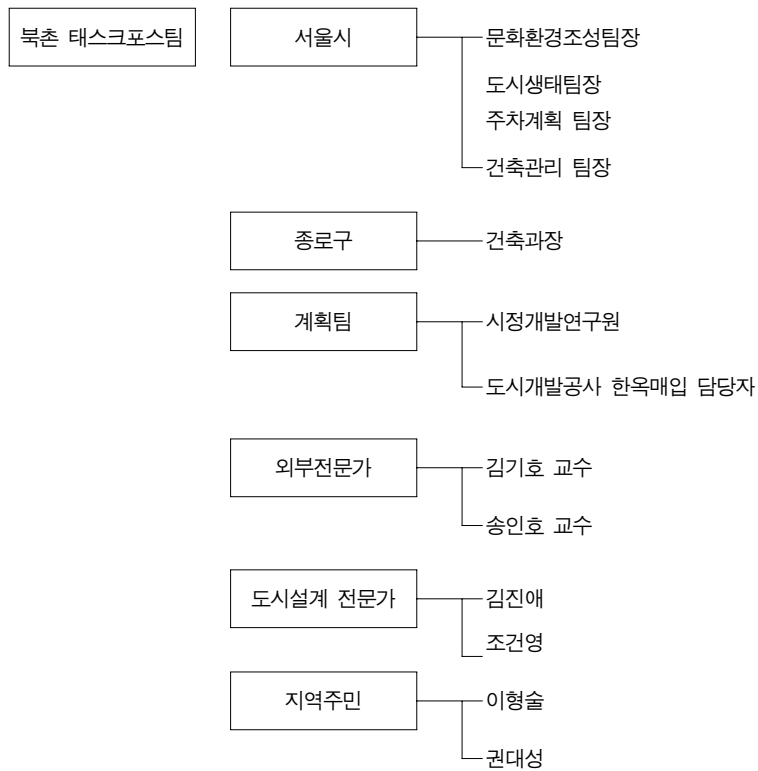 북촌 태스크포스팀
서울시
문화환경조성팀장
도시생태팀장
주차계획 팀장
건축관리 팀장
종로구
건축과장
계획팀
시정개발연구원
도시개발공사 한옥매입 담당자
외부전문가
김기호 교수
송인호 교수
도시설계 전문가
김진애
조건영
지역주민
이형술
권대성